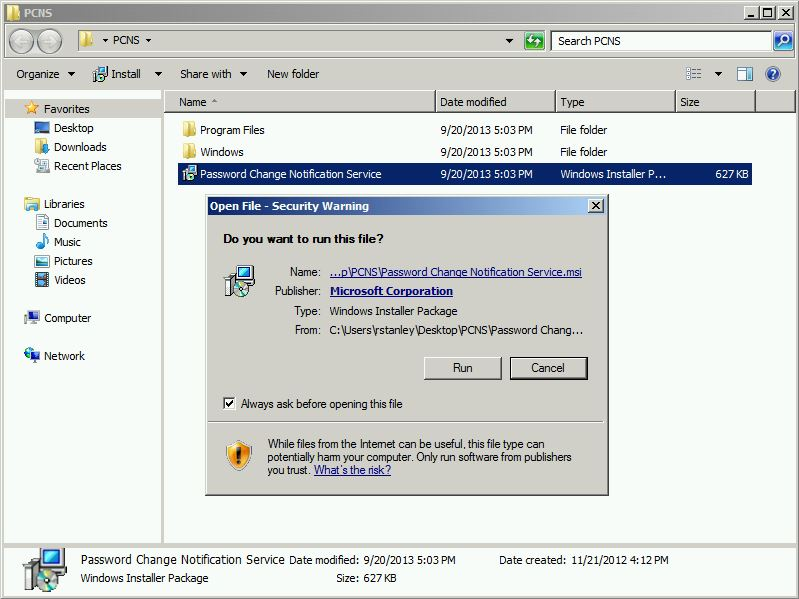 PCNS
PCNS
Search PCNS
Organize Install Share with New folder
Name Date modified Type Size
Favorites
Desktop
Downloads
Recent Places
Libraries
Documents
Music
Pictures
Videos
Computer
Network
Program Files 9/20/2013 5:03 PM File folder
Windows 9/20/2013 5:03 PM File folder
Password Change Notification Service 9/20/2013 5:03 PM Windows Installer P... 627 KB
Open File - Security Warning
Do you want to run this file?
Name: ...p\PCNS\Password Change Notification Service.msi
Publisher: Microsoft Corporation
Type: Windows Installer Package
From: C:\Users\rstanley\Desktop\PCNS\Password Chang...
Run Cancel
Always ask before opening this file
While files from the Internet can be useful, this file type can
potentially harm your computer. Only run software from publishers
you trust. What's the risk?
Password Change Notification Service Date modified: 9/20/2013 5:03 PM Date created: 11/21/2012 4:12 PM
Windows Installer Package Size: 627 KB